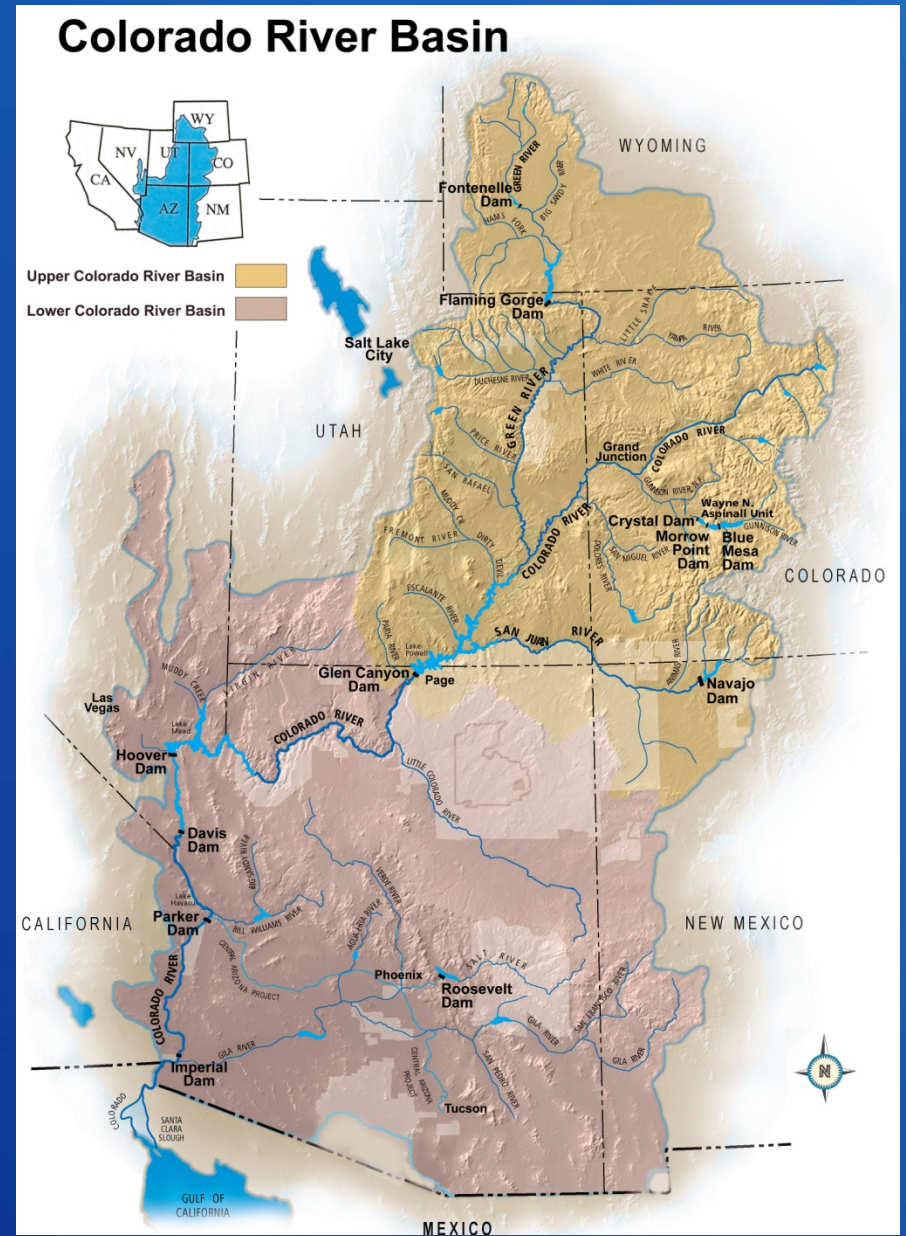 Colorado River Basin
WY
NV
UT
CO
CA
AZ
NM
Upper Colorado River Basin
Lower Colorado River Basin
WYOMING
GREEN RIVER
Fontenelle
Dam
BIG SANDY RIVER
HAMS FORK
Flaming Gorge
Dam
LITTLE SNAKE
YAMPA RIVER
Salt Lake
City
DUCHESNE RIVER
WHITE RIVER
GREEN RIVER
UTAH
PRICE RIVER
SAN RAFAEL
MUDDY CR.
FREMONT RIVER
DIRTY
DEVIL
Grand
Junction
COLORADO RIVER
COLORADO RIVER
Wayne N.
Aspinall Unit
Crystal Dam
Morrow
Point
Dam
Blue
Mesa
Dam
GUNNISON RIVER
SAN MIGUEL RIVER
DOLORES RIVER
COLORADO
ESCALANTE RIVER
PARIA RIVER
Lake
Powell
SAN JUAN RIVER
ANIMAS RIVER
Glen Canyon
Dam
Page
Navajo
Dam
MUDDY CREEK
VIRGIN RIVER
Las
Vegas
Lake
Mead
COLORADO RIVER
Hoover
Dam
LITTLE COLORADO RIVER
Davis
Dam
BIG SANDY RIVER
VERDE RIVER
Lake
Havasu
CALIFORNIA
Parker
Dam
BILL WILLIAMS RIVER
AGUA FRIA RIVER
NEW MEXICO
CENTRAL ARIZONA PROJECT
COLORADO RIVER
Phoenix
SALT RIVER
Roosevelt
Dam
SAN FRANCISCO RIVER
GILA RIVER
GILA RIVER
GILA RIVER
Imperial
Dam
CENTRAL ARIZONA
PROJECT
SAN PEDRO RIVER
N
Tucson
COLORADO
SANTA
CLARA
SLOUGH
GULF OF
CALIFORNIA
MEXICO